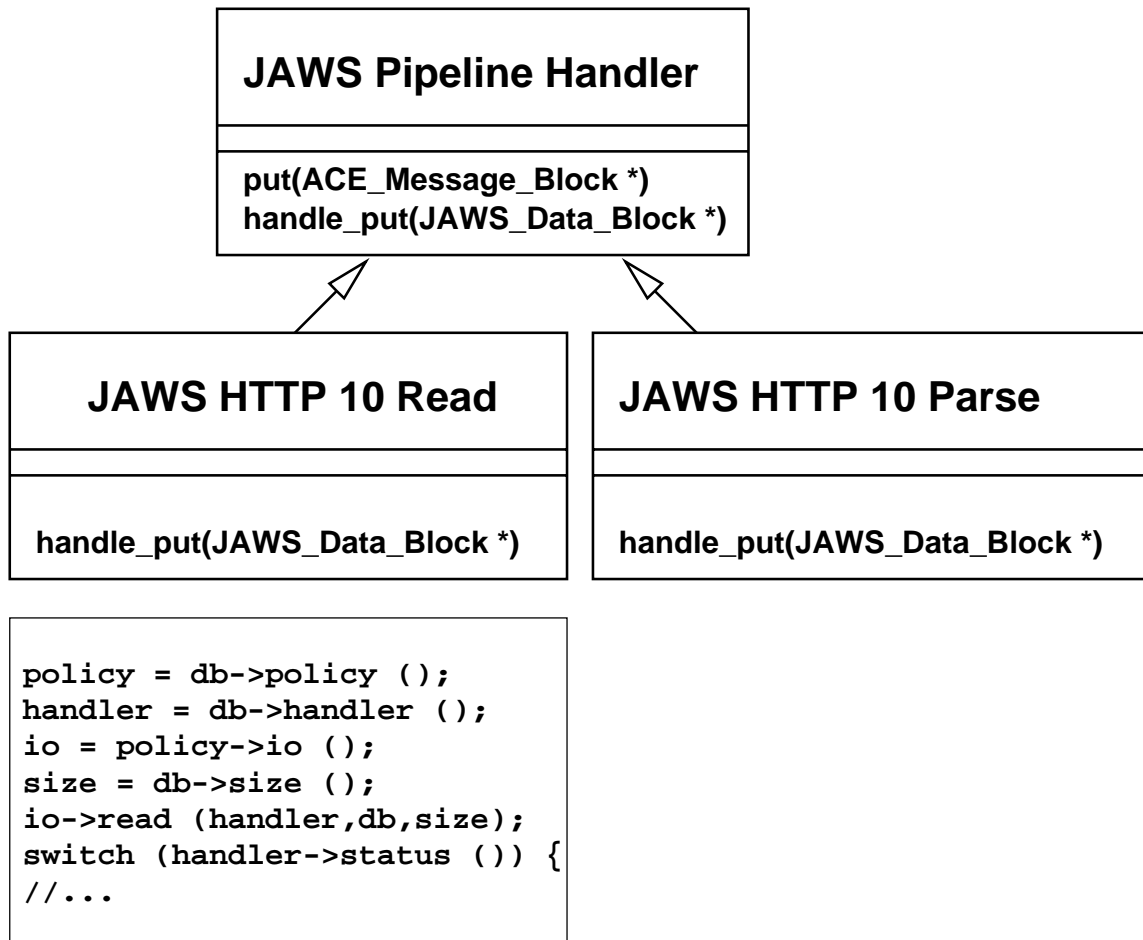 JAWS Pipeline Handler
put(ACE_Message_Block *)
handle_put(JAWS_Data_Block *)
JAWS HTTP 10 Read
handle_put(JAWS_Data_Block *)
JAWS HTTP 10 Parse
handle_put(JAWS_Data_Block *)
policy = db->policy ();
handler = db->handler ();
io = policy->io ();
size = db->size ();
io->read (handler,db,size);
switch (handler->status ()) {
//...